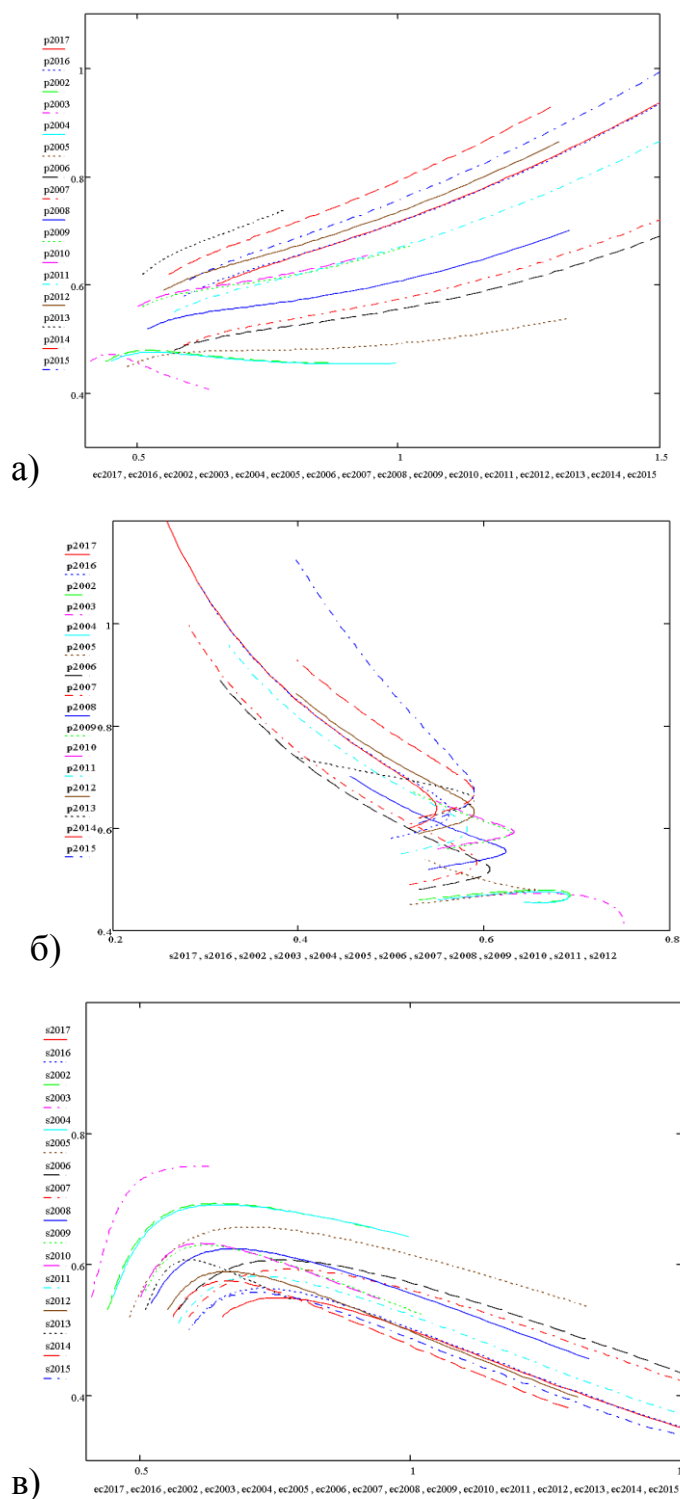 p2017
p2016
p2002
p2003
p2004
p2005
p2006
p2007
p2008
p2009
p2010
p2011
p2012
p2013
p2014
p2015
1
0.8
0.6
0.4
0.5
1
1.5
ec2017, ec2016, ec2002, ec2003, ec2004, ec2005, ec2006, ec2007, ec2008, ec2009, ec2010, ec2011, ec2012, ec2013, ec2014, ec2015
а)
p2017
p2016
p2002
p2003
p2004
p2005
p2006
p2007
p2008
p2009
p2010
p2011
p2012
p2013
p2014
p2015
1
0.8
0.6
0.4
0.2
0.4
0.6
0.8
s2017, s2016, s2002, s2003, s2004, s2005, s2006, s2007, s2008, s2009, s2010, s2011, s2012
б)
s2017
s2016
s2002
s2003
s2004
s2005
s2006
s2007
s2008
s2009
s2010
s2011
s2012
s2013
s2014
s2015
0.8
0.6
0.4
0.5
1
1
ec2017, ec2016, ec2002, ec2003, ec2004, ec2005, ec2006, ec2007, ec2008, ec2009, ec2010, ec2011, ec2012, ec2013, ec2014, ec2015
в)